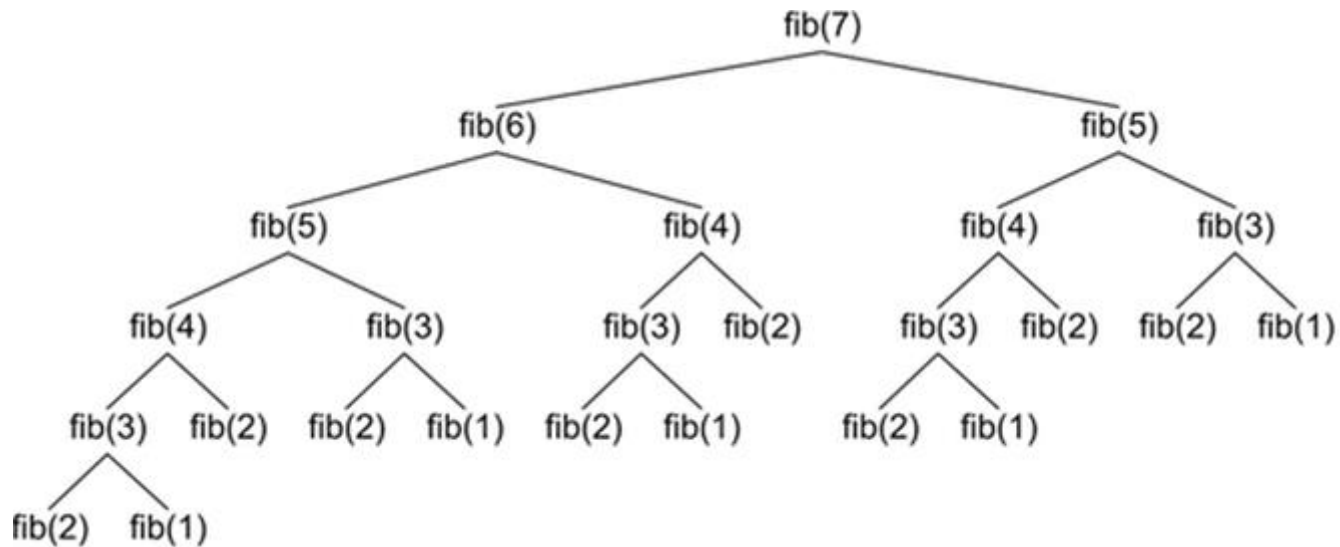 fib(7)
fib(6) fib(5)
fib(5) fib(4) fib(4) fib(3)
fib(4) fib(3) fib(3) fib(2) fib(3) fib(2) fib(2) fib(1)
fib(3) fib(2) fib(2) fib(1) fib(2) fib(1) fib(2) fib(1)
fib(2) fib(1)